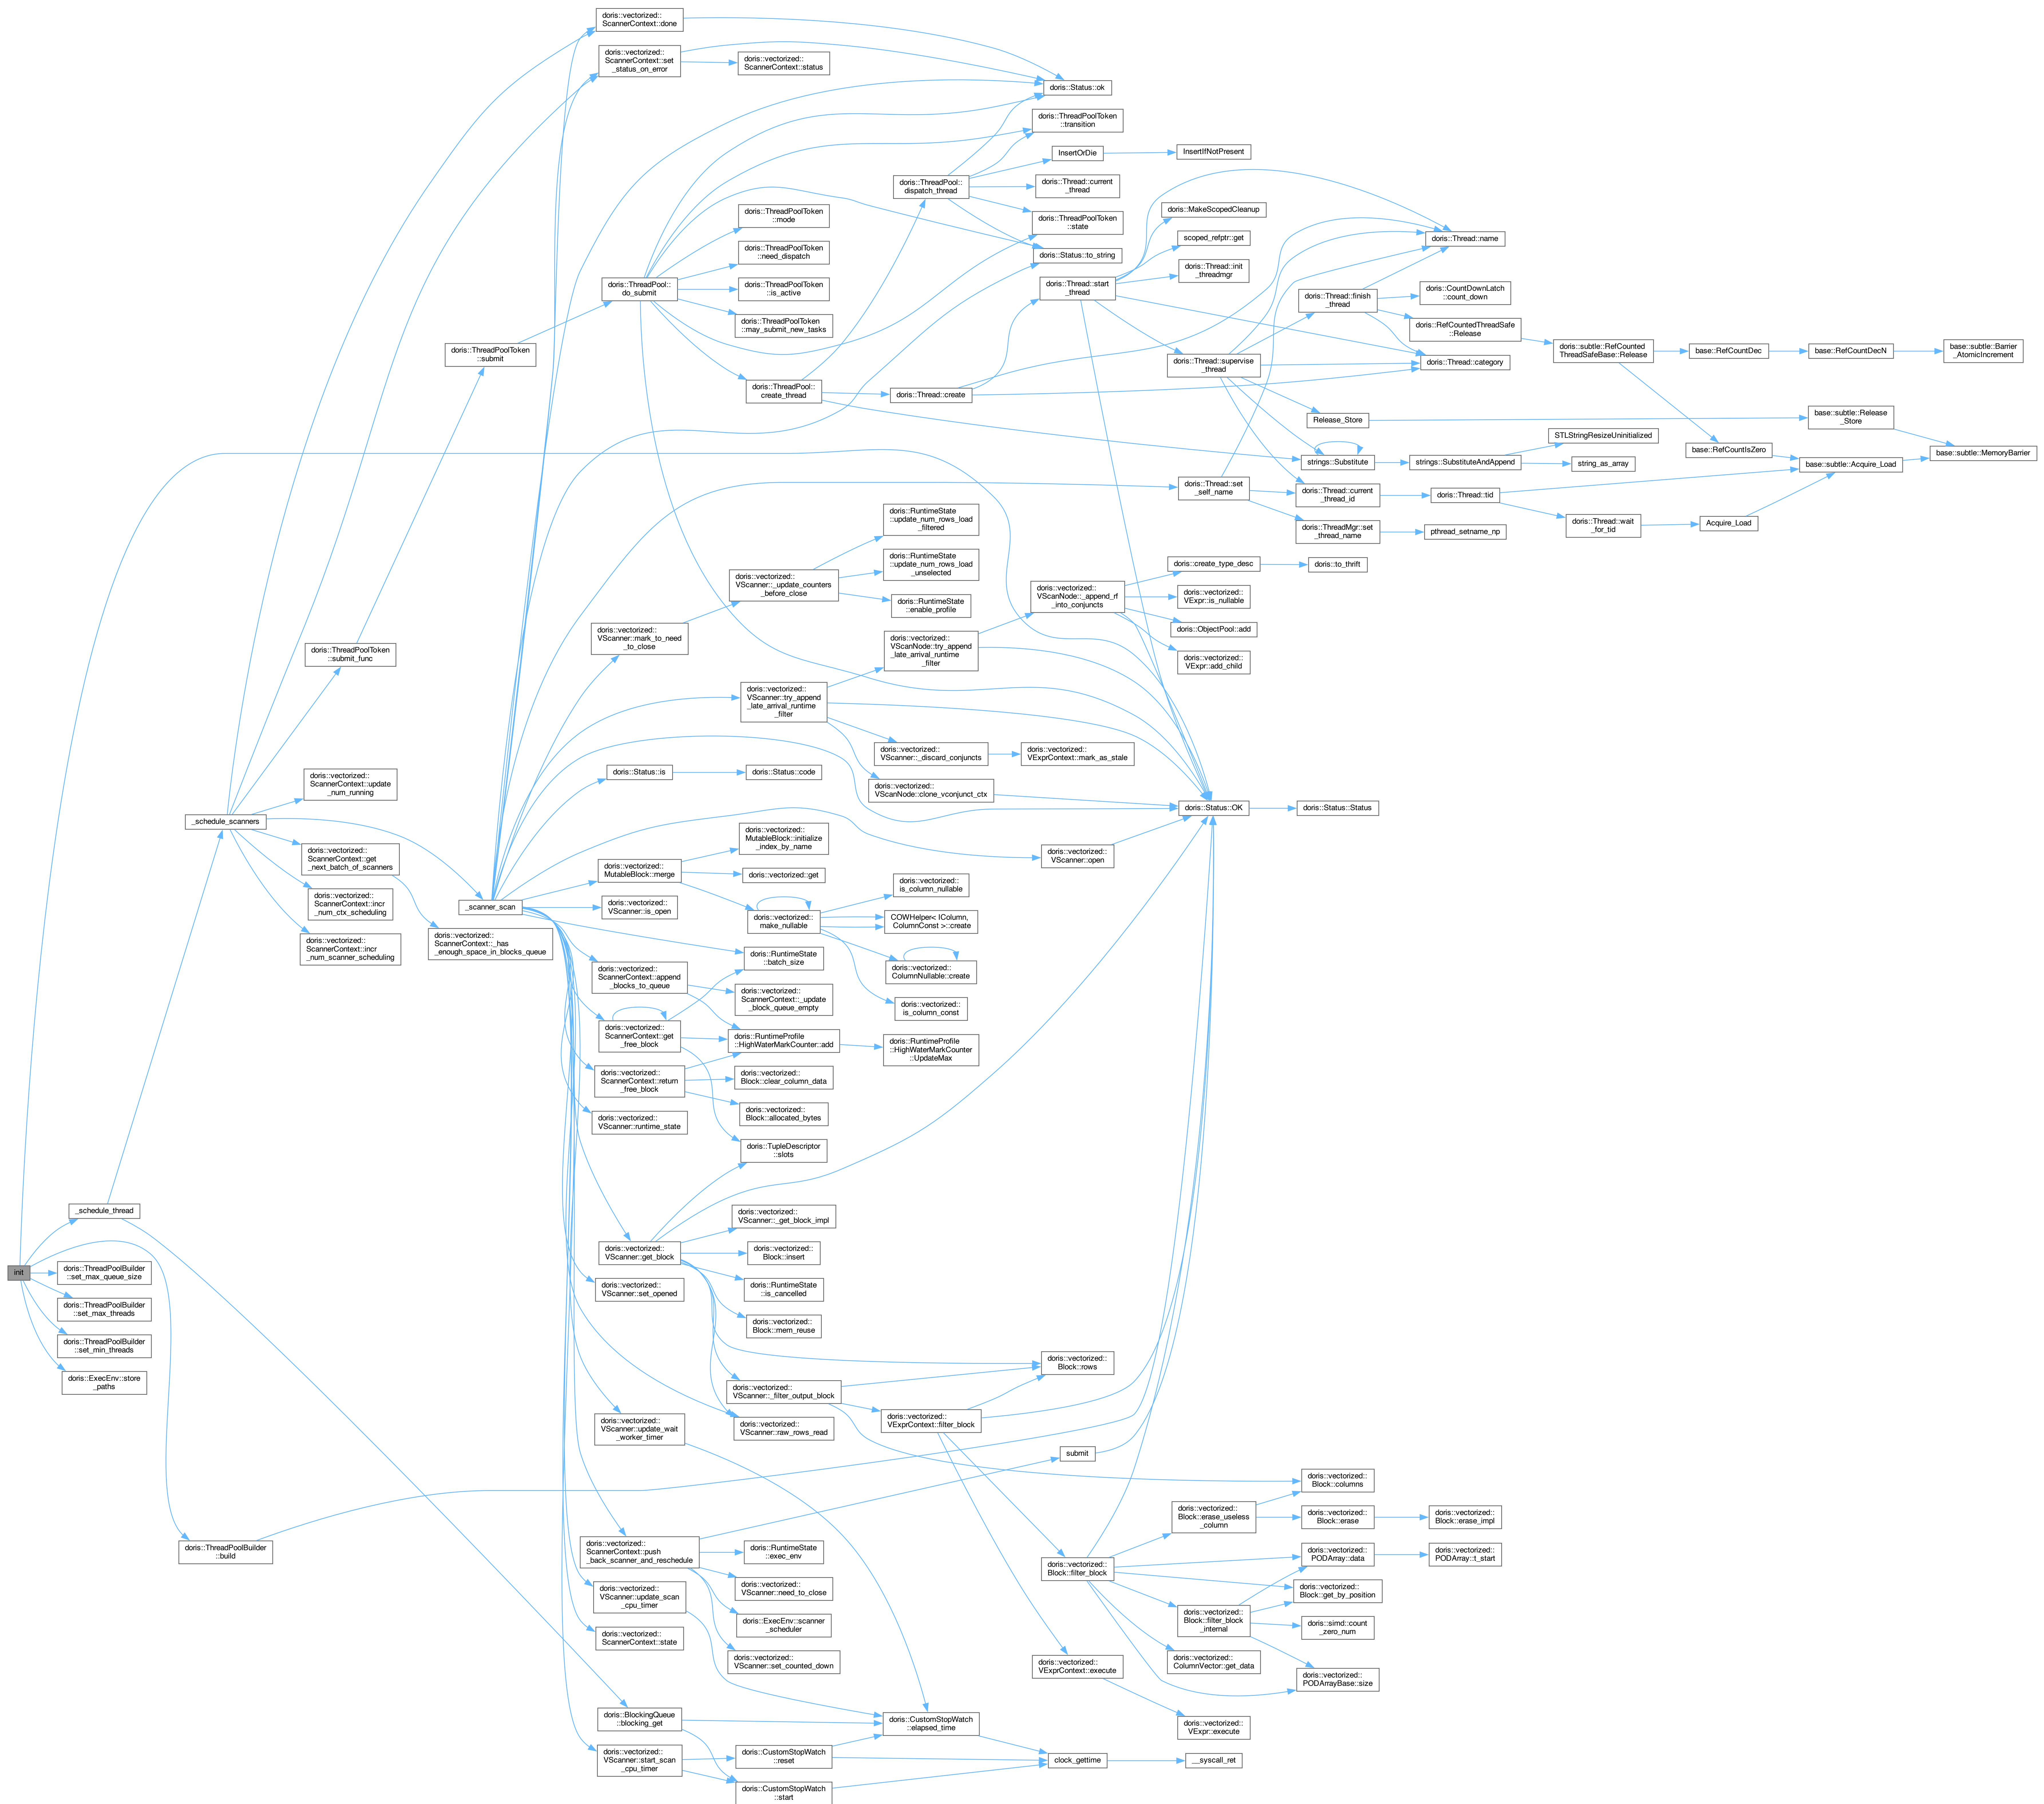 init
_schedule_thread
doris::ThreadPoolBuilder
::set_max_queue_size
doris::ThreadPoolBuilder
::set_max_threads
doris::ThreadPoolBuilder
::set_min_threads
doris::ExecEnv::store
_paths
_schedule_scanners
doris::ThreadPoolBuilder
::build
doris::ThreadPoolToken
::submit_func
doris::vectorized::
ScannerContext::update
_num_running
doris::vectorized::
ScannerContext::get
_next_batch_of_scanners
doris::vectorized::
ScannerContext::incr
_num_ctx_scheduling
doris::vectorized::
ScannerContext::incr
_num_scanner_scheduling
doris::ThreadPoolToken
::submit
_scanner_scan
doris::vectorized::
ScannerContext::_has
_enough_space_in_blocks_queue
doris::vectorized::
ScannerContext::done
doris::vectorized::
ScannerContext::set
_status_on_error
doris::ThreadPool::
do_submit
doris::vectorized::
VScanner::mark_to_need
_to_close
doris::Status::is
doris::vectorized::
MutableBlock::merge
doris::vectorized::
VScanner::is_open
doris::vectorized::
ScannerContext::append
_blocks_to_queue
doris::vectorized::
ScannerContext::get
_free_block
doris::vectorized::
ScannerContext::return
_free_block
doris::vectorized::
VScanner::runtime_state
doris::vectorized::
VScanner::get_block
doris::vectorized::
VScanner::set_opened
doris::vectorized::
VScanner::update_wait
_worker_timer
doris::vectorized::
ScannerContext::push
_back_scanner_and_reschedule
doris::vectorized::
VScanner::update_scan
_cpu_timer
doris::vectorized::
ScannerContext::state
doris::BlockingQueue
::blocking_get
doris::vectorized::
VScanner::start_scan
_cpu_timer
doris::vectorized::
ScannerContext::status
doris::ThreadPoolToken
::mode
doris::ThreadPoolToken
::need_dispatch
doris::ThreadPoolToken
::is_active
doris::ThreadPoolToken
::may_submit_new_tasks
doris::ThreadPool::
create_thread
doris::vectorized::
VScanner::_update_counters
_before_close
doris::vectorized::
VScanner::try_append
_late_arrival_runtime
_filter
doris::Status::code
doris::vectorized::
MutableBlock::initialize
_index_by_name
doris::vectorized::get
doris::vectorized::
make_nullable
doris::RuntimeState
::batch_size
doris::vectorized::
ScannerContext::_update
_block_queue_empty
doris::RuntimeProfile
::HighWaterMarkCounter::add
doris::vectorized::
Block::clear_column_data
doris::vectorized::
Block::allocated_bytes
doris::TupleDescriptor
::slots
doris::vectorized::
VScanner::_get_block_impl
doris::vectorized::
Block::insert
doris::RuntimeState
::is_cancelled
doris::vectorized::
Block::mem_reuse
doris::vectorized::
VScanner::_filter_output_block
doris::vectorized::
VScanner::raw_rows_read
doris::RuntimeState
::exec_env
doris::vectorized::
VScanner::need_to_close
doris::ExecEnv::scanner
_scheduler
doris::vectorized::
VScanner::set_counted_down
doris::CustomStopWatch
::reset
doris::CustomStopWatch
::start
doris::ThreadPool::
dispatch_thread
doris::Thread::create
doris::RuntimeState
::update_num_rows_load
_filtered
doris::RuntimeState
::update_num_rows_load
_unselected
doris::RuntimeState
::enable_profile
doris::vectorized::
VScanNode::try_append
_late_arrival_runtime
_filter
doris::vectorized::
VScanner::_discard_conjuncts
doris::vectorized::
VScanNode::clone_vconjunct_ctx
doris::vectorized::
is_column_nullable
COWHelper< IColumn,
ColumnConst >::create
doris::vectorized::
ColumnNullable::create
doris::vectorized::
is_column_const
doris::RuntimeProfile
::HighWaterMarkCounter
::UpdateMax
doris::vectorized::
VExprContext::filter_block
doris::CustomStopWatch
::elapsed_time
doris::Status::ok
doris::ThreadPoolToken
::transition
InsertOrDie
doris::Thread::current
_thread
doris::ThreadPoolToken
::state
doris::Status::to_string
doris::Thread::start
_thread
doris::vectorized::
VScanNode::_append_rf
_into_conjuncts
doris::vectorized::
VExprContext::mark_as_stale
doris::vectorized::
VScanner::open
doris::vectorized::
Block::rows
submit
doris::vectorized::
Block::filter_block
doris::vectorized::
VExprContext::execute
clock_gettime
InsertIfNotPresent
doris::MakeScopedCleanup
scoped_refptr::get
doris::Thread::init
_threadmgr
doris::Thread::supervise
_thread
doris::Thread::set
_self_name
doris::create_type_desc
doris::vectorized::
VExpr::is_nullable
doris::ObjectPool::add
doris::vectorized::
VExpr::add_child
doris::Status::OK
doris::vectorized::
Block::erase_useless
_column
doris::vectorized::
Block::filter_block
_internal
doris::vectorized::
ColumnVector::get_data
doris::vectorized::
VExpr::execute
__syscall_ret
doris::Thread::finish
_thread
Release_Store
strings::Substitute
doris::Thread::current
_thread_id
doris::ThreadMgr::set
_thread_name
doris::to_thrift
doris::Status::Status
doris::vectorized::
Block::columns
doris::vectorized::
Block::erase
doris::vectorized::
PODArray::data
doris::vectorized::
Block::get_by_position
doris::simd::count
_zero_num
doris::vectorized::
PODArrayBase::size
doris::Thread::name
doris::CountDownLatch
::count_down
doris::RefCountedThreadSafe
::Release
doris::Thread::category
strings::SubstituteAndAppend
doris::Thread::tid
pthread_setname_np
doris::vectorized::
Block::erase_impl
doris::vectorized::
PODArray::t_start
doris::subtle::RefCounted
ThreadSafeBase::Release
STLStringResizeUninitialized
string_as_array
doris::Thread::wait
_for_tid
base::RefCountDec
base::RefCountIsZero
Acquire_Load
base::RefCountDecN
base::subtle::Release
_Store
base::subtle::Acquire_Load
base::subtle::Barrier
_AtomicIncrement
base::subtle::MemoryBarrier